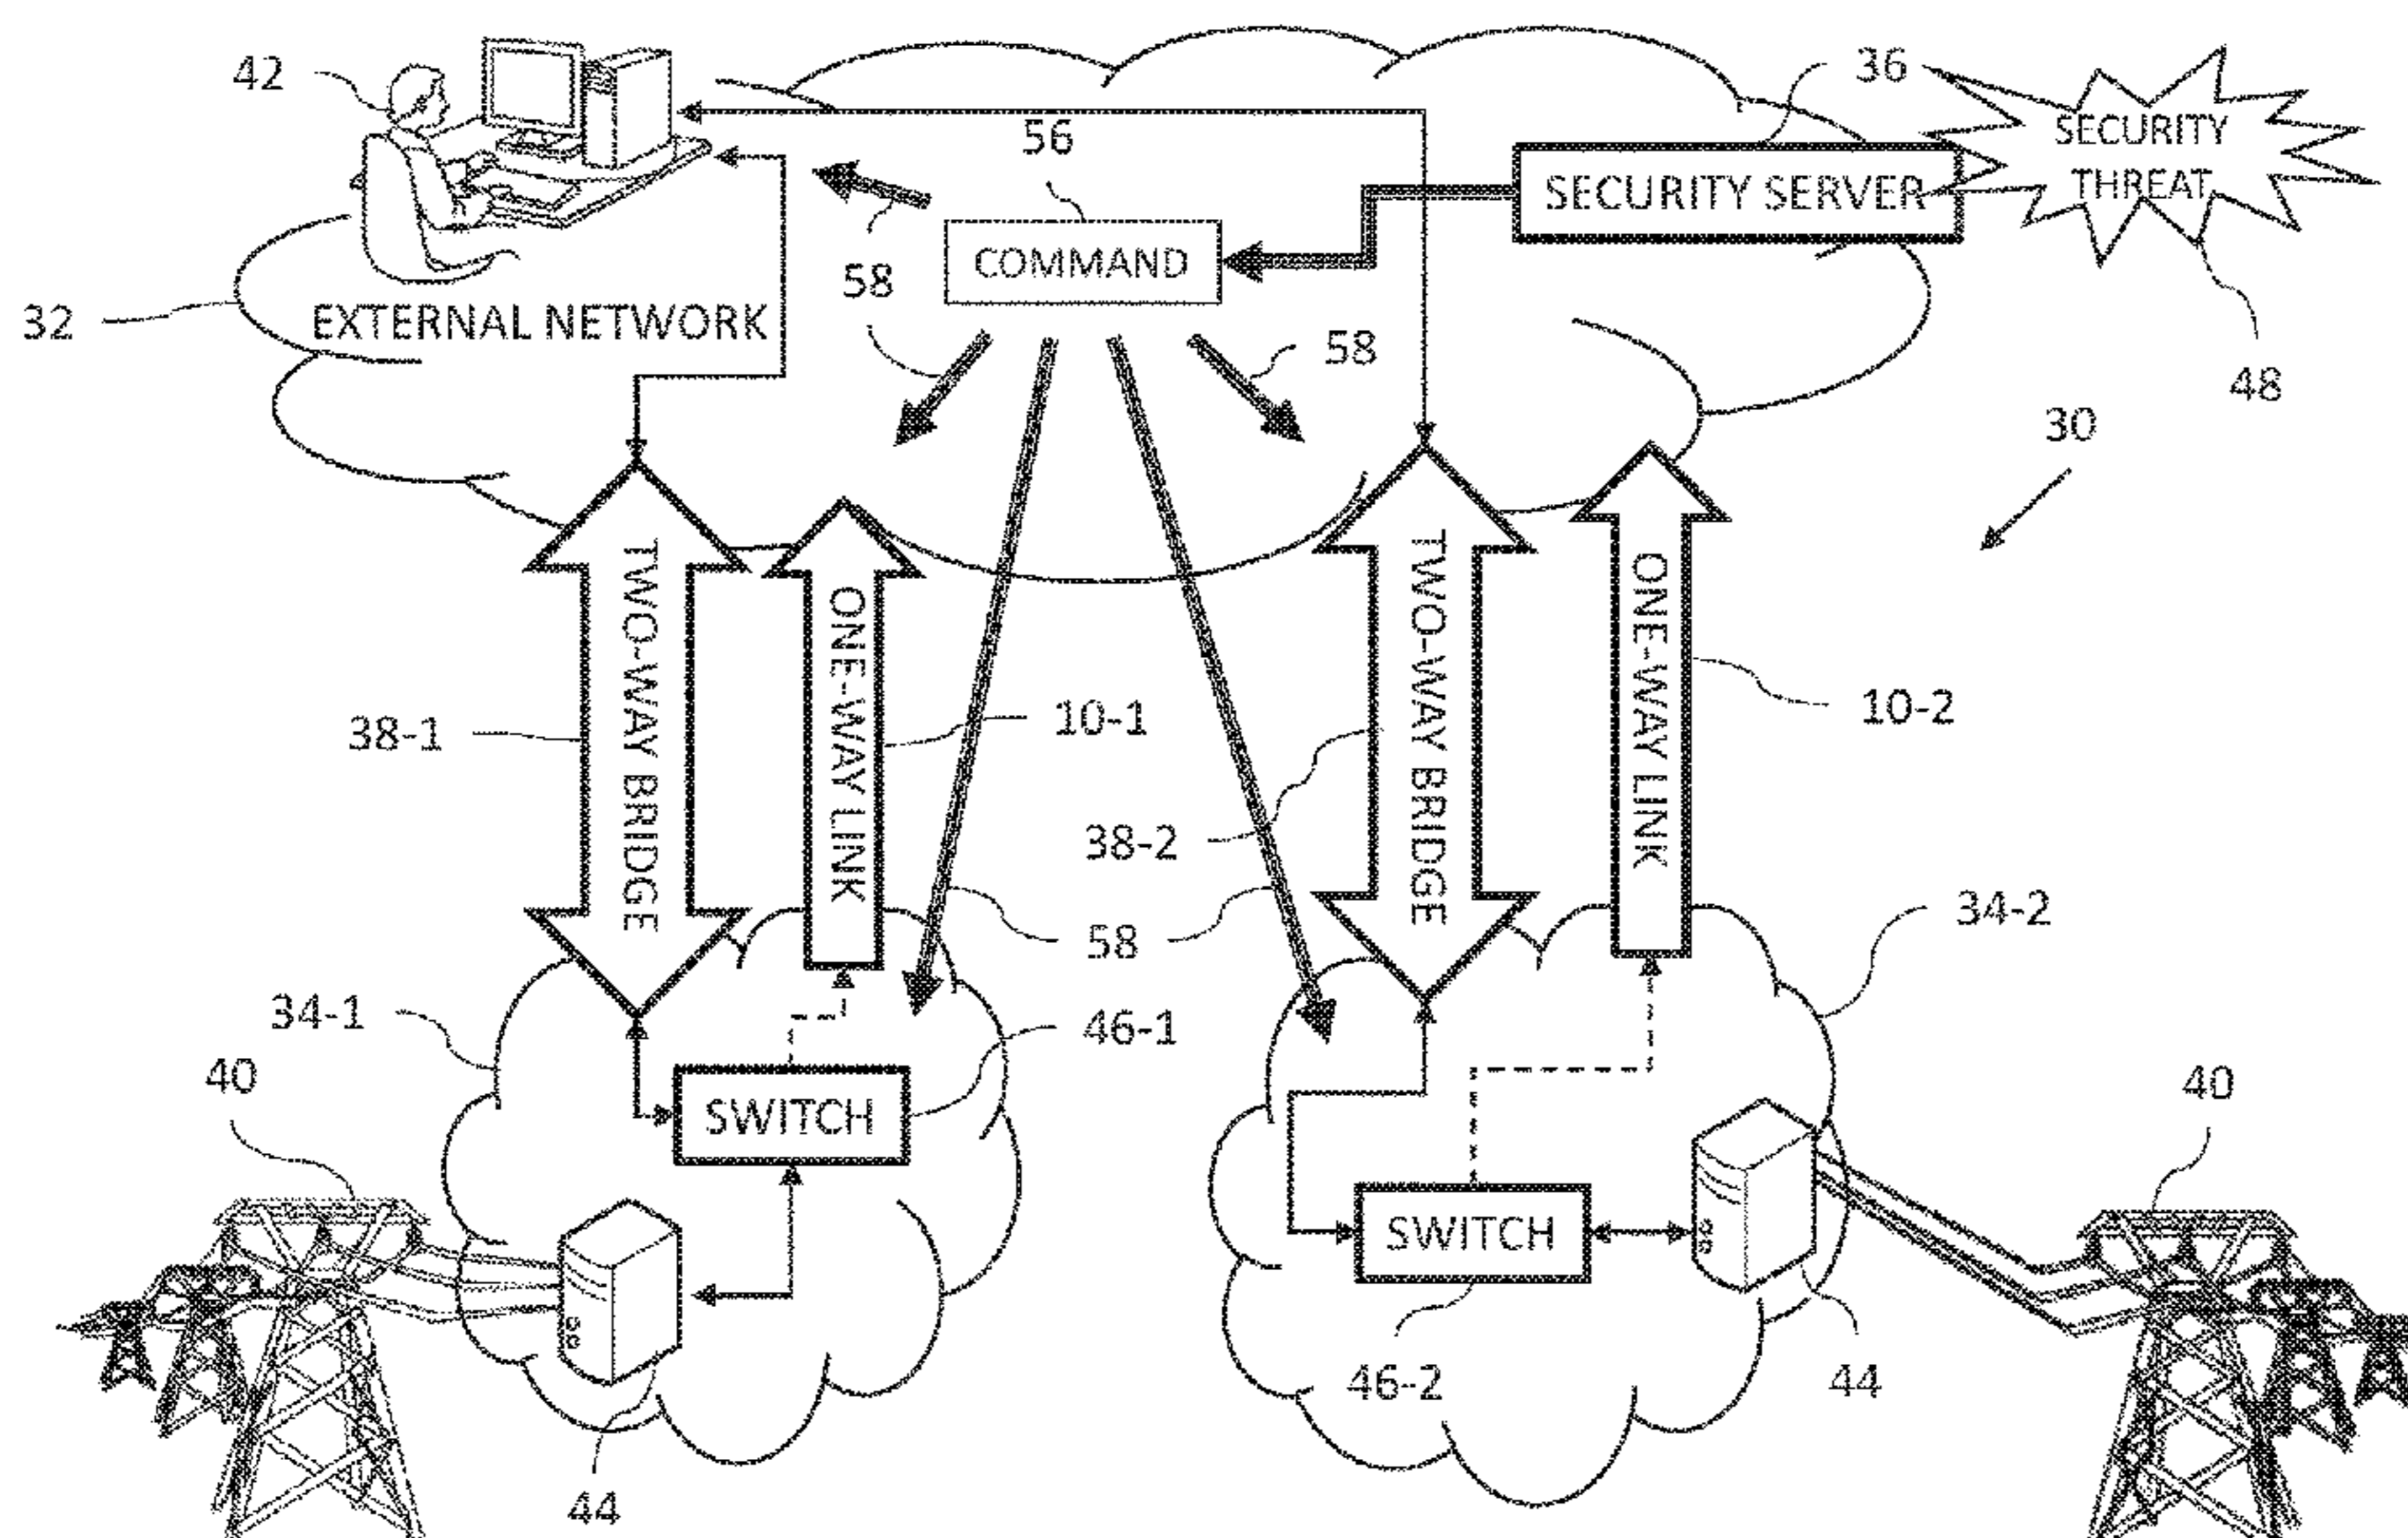 42
56
36
SECURITY
THREAT
SECURITY SERVER
COMMAND
58
32
EXTERNAL NETWORK
58
48
30
TWO-WAY BRIDGE
ONE-WAY LINK
TWO-WAY BRIDGE
ONE-WAY LINK
38-1
10-1
10-2
38-2
58
34-2
34-1
46-1
40
SWITCH
40
SWITCH
46-2
44
44